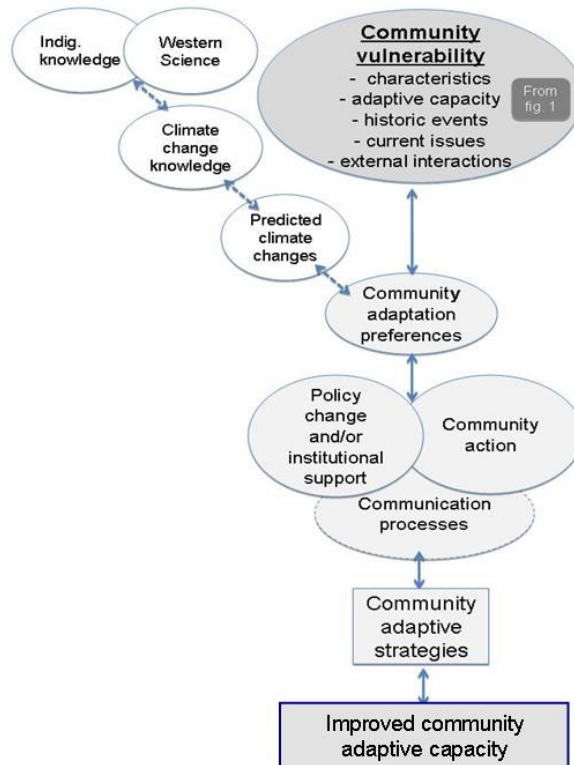 Indig.
knowledge
Western
Science
Climate
change
knowledge
Predicted
climate
changes
Community
vulnerability
- characteristics
- adaptive capacity
- historic events
- current issues
- external interactions
From
fig. 1
Community
adaptation
preferences
Policy
change
and/or
institutional
support
Community
action
Communication
processes
Community
adaptive
strategies
Improved community
adaptive capacity